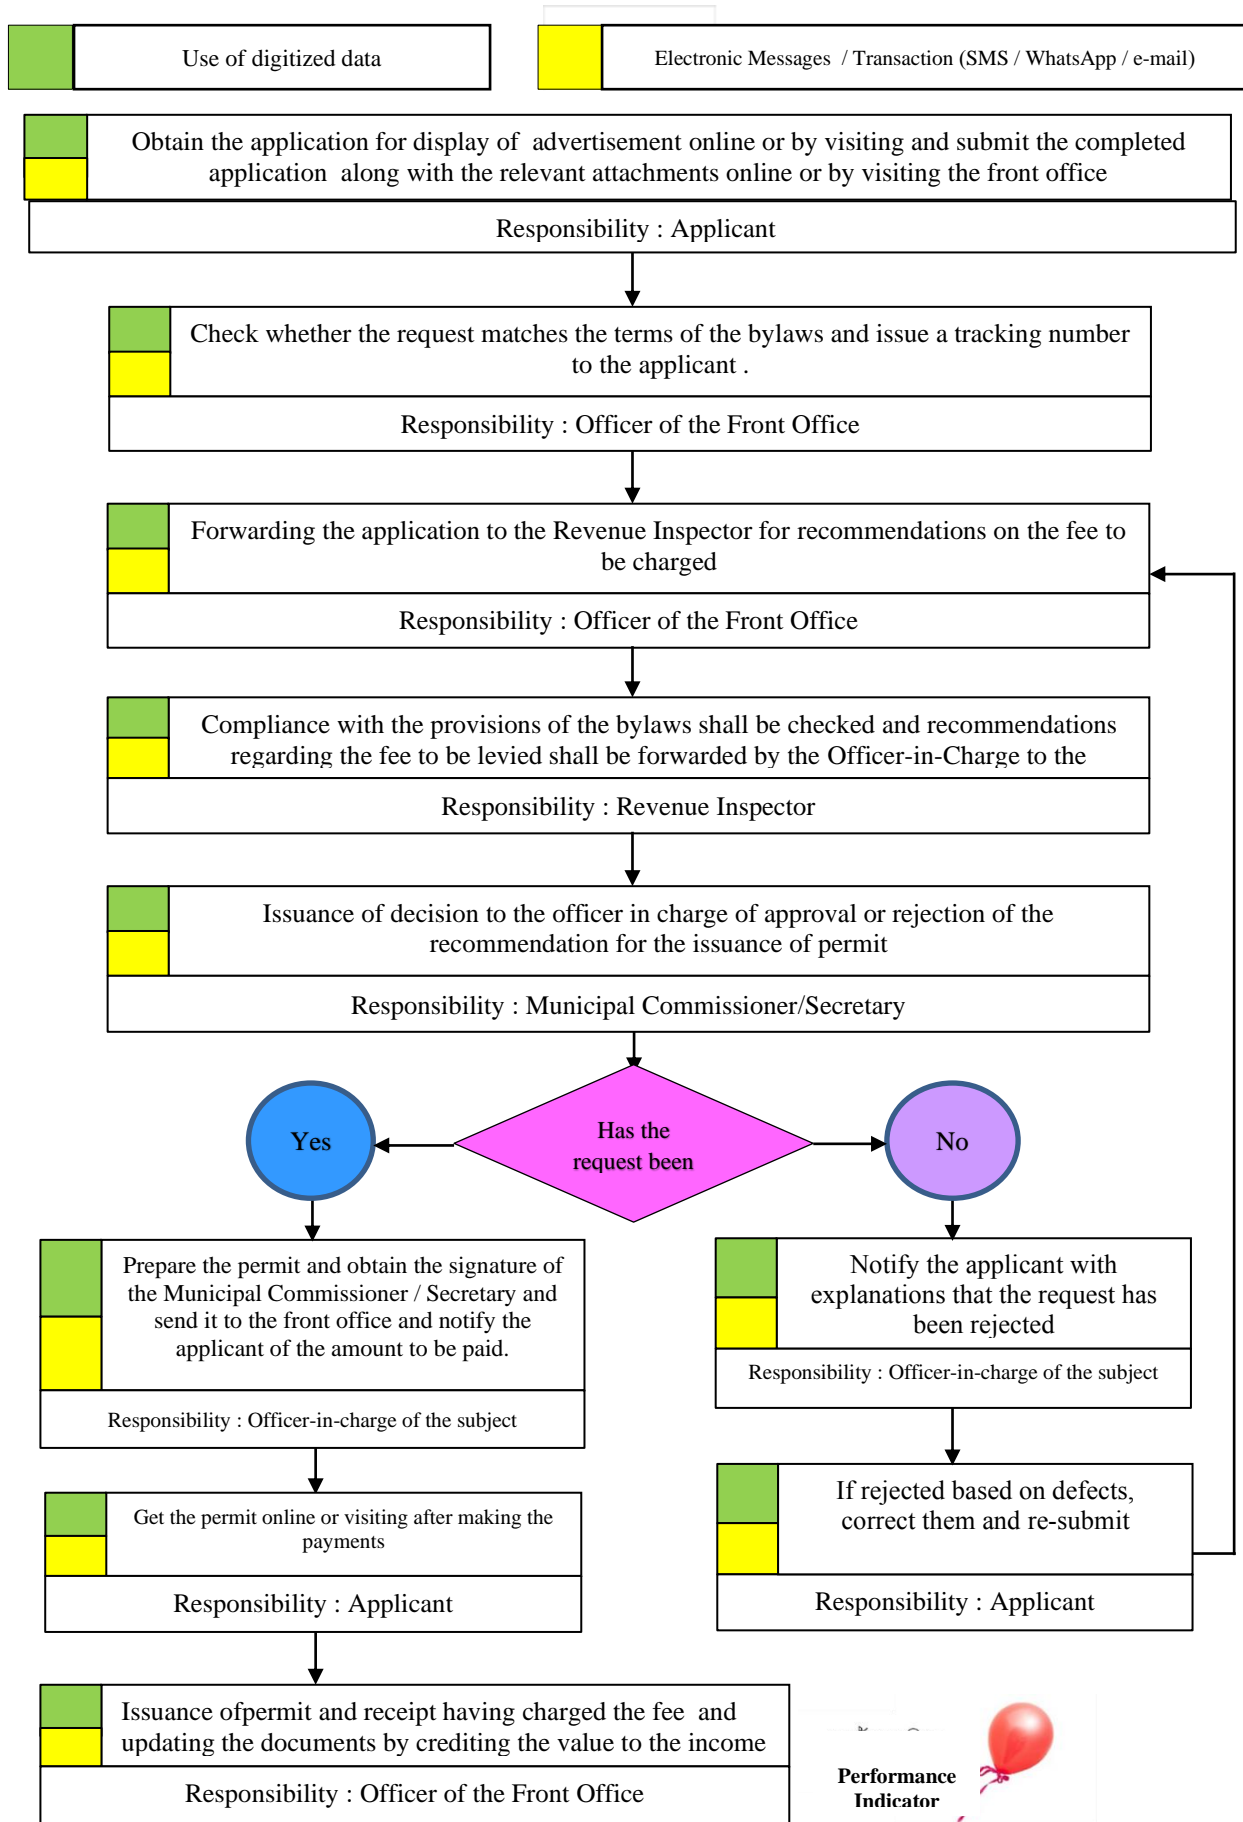 Use of digitized data
Electronic Messages / Transaction (SMS / WhatsApp / e-mail)
Obtain the application for display of advertisement online or by visiting and submit the completed
application along with the relevant attachments online or by visiting the front office
Responsibility : Applicant
Check whether the request matches the terms of the bylaws and issue a tracking number
to the applicant .
Responsibility : Officer of the Front Office
Forwarding the application to the Revenue Inspector for recommendations on the fee to
be charged
Responsibility : Officer of the Front Office
Compliance with the provisions of the bylaws shall be checked and recommendations
regarding the fee to be levied shall be forwarded by the Officer-in-Charge to the
Responsibility : Revenue Inspector
Issuance of decision to the officer in charge of approval or rejection of the
recommendation for the issuance of permit
Responsibility : Municipal Commissioner/Secretary
Has the
request been
Yes
No
Prepare the permit and obtain the signature of
the Municipal Commissioner / Secretary and
send it to the front office and notify the
applicant of the amount to be paid.
Responsibility : Officer-in-charge of the subject
Notify the applicant with
explanations that the request has
been rejected
Responsibility : Officer-in-charge of the subject
Get the permit online or visiting after making the
payments
Responsibility : Applicant
If rejected based on defects,
correct them and re-submit
Responsibility : Applicant
Issuance ofpermit and receipt having charged the fee and
updating the documents by crediting the value to the income
Responsibility : Officer of the Front Office
Performance
Indicator